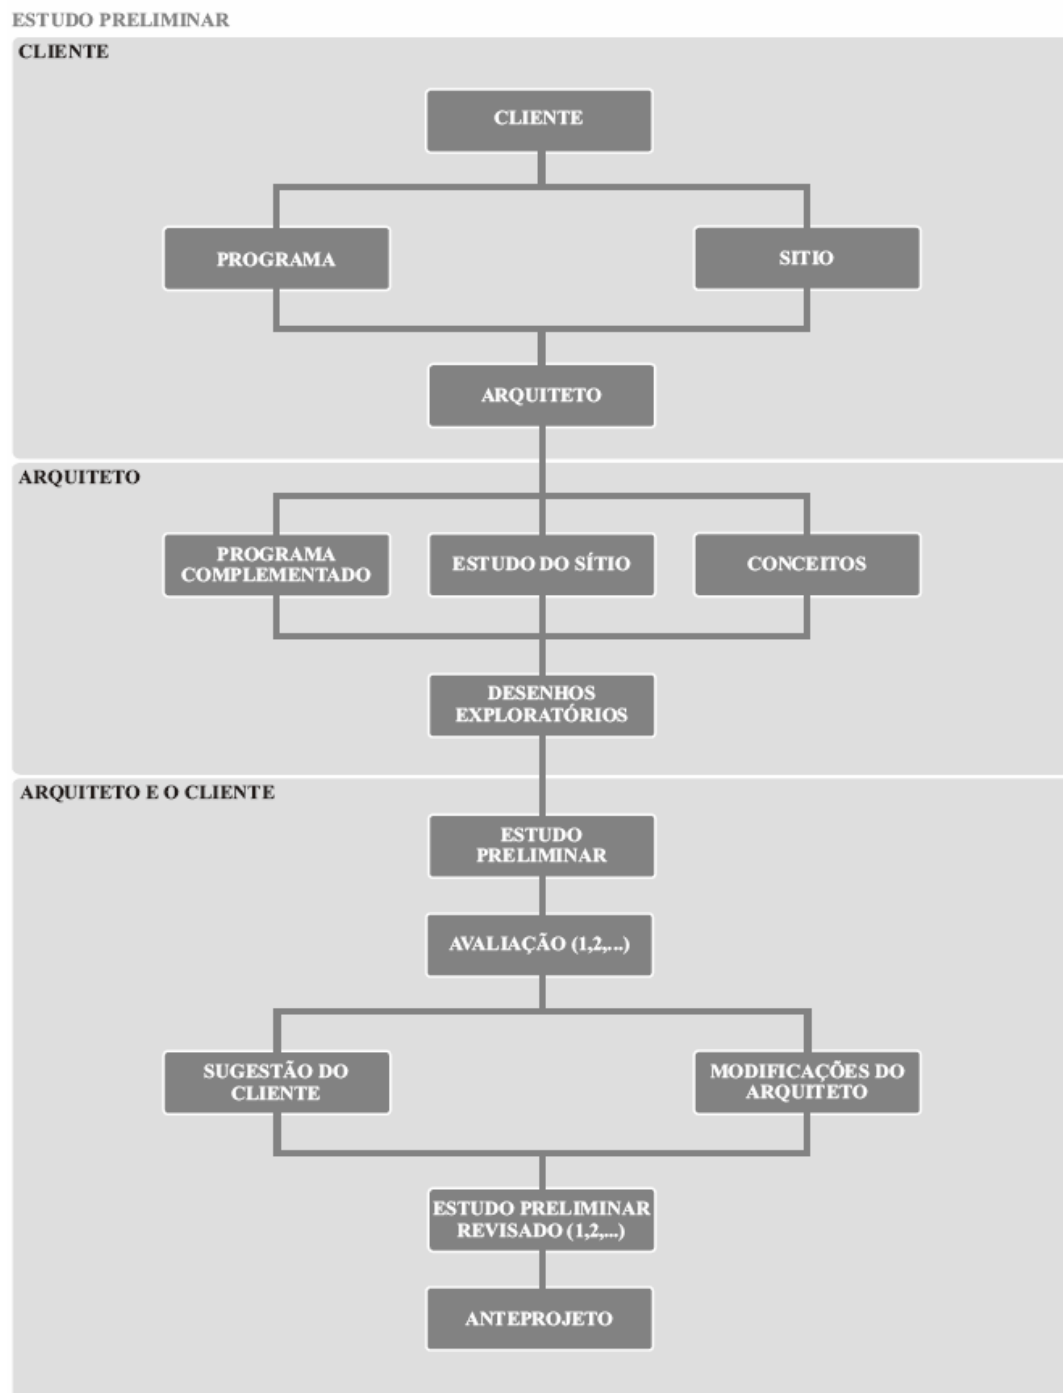 ESTUDO PRELIMINAR
CLIENTE
CLIENTE
PROGRAMA
SITIO
ARQUITETO
ARQUITETO
PROGRAMA
COMPLEMENTADO
ESTUDO DO SÍTIO
CONCEITOS
DESENHOS
EXPLORATÓRIOS
ARQUITETO E O CLIENTE
ESTUDO
PRELIMINAR
AVALIAÇÃO (1,2,...)
SUGESTÃO DO
CLIENTE
MODIFICAÇÕES DO
ARQUITETO
ESTUDO PRELIMINAR
REVISADO (1,2,...)
ANTEPROJETO